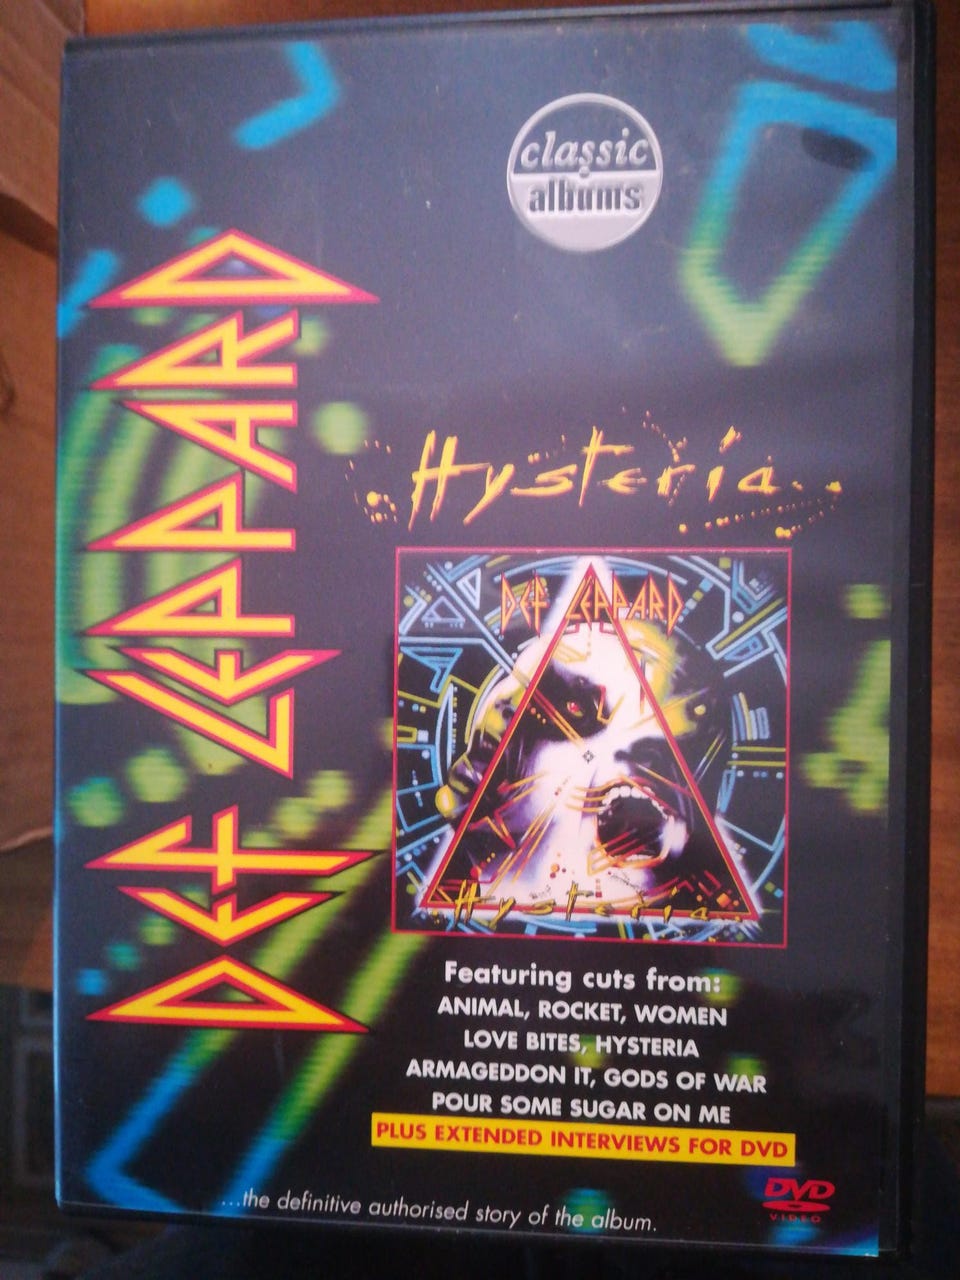 classic
albums
DEF LEPPARD
Hysteria
DEF LEPPARD
Hysteria
Featuring cuts from:
ANIMAL, ROCKET, WOMEN
LOVE BITES, HYSTERIA
ARMAGEDDON IT, GODS OF WAR
POUR SOME SUGAR ON ME
PLUS EXTENDED INTERVIEWS FOR DVD
DVD
VIDEO
...the definitive authorised story of the album.